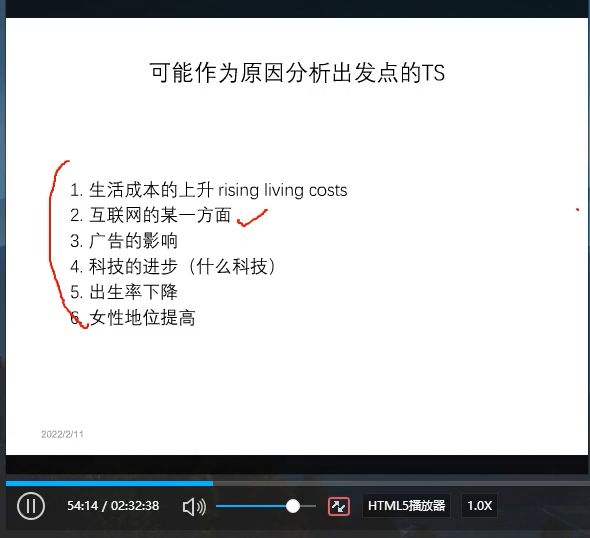 可能作为原因分析出发点的TS
1. 生活成本的上升 rising living costs
2. 互联网的某一方面
3. 广告的影响
4. 科技的进步（什么科技）
5. 出生率下降
6. 女性地位提高
2022/2/11
54:14 / 02:32:38
HTML5播放器
1.0X